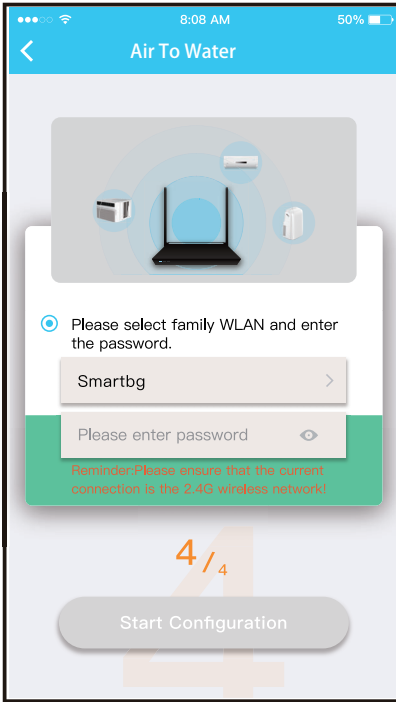 8:08 AM
50%
Air To Water
Please select family WLAN and enter
the password.
Smartbg
Please enter password
Reminder:Please ensure that the current
connection is the 2.4G wireless network!
4/4
4
Start Configuration